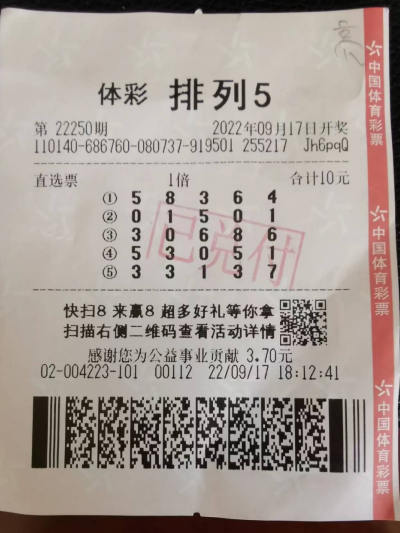 体彩 排列5
第 22250期 2022年09月17日开奖
110140-686760-080737-919501 255217 Jh6pqQ
直选票 1倍 合计10元
① 5 8 3 6 4
② 0 1 5 0 1
③ 3 0 6 8 6
④ 5 3 0 5 1
⑤ 3 3 1 3 7
已兑付
快扫8 来赢8 超多好礼等你拿
扫描右侧二维码查看活动详情
感谢您为公益事业贡献 3.70元
02-004223-101 00112 22/09/17 18:12:41
中国体育彩票
中国体育彩票
中国体育彩票